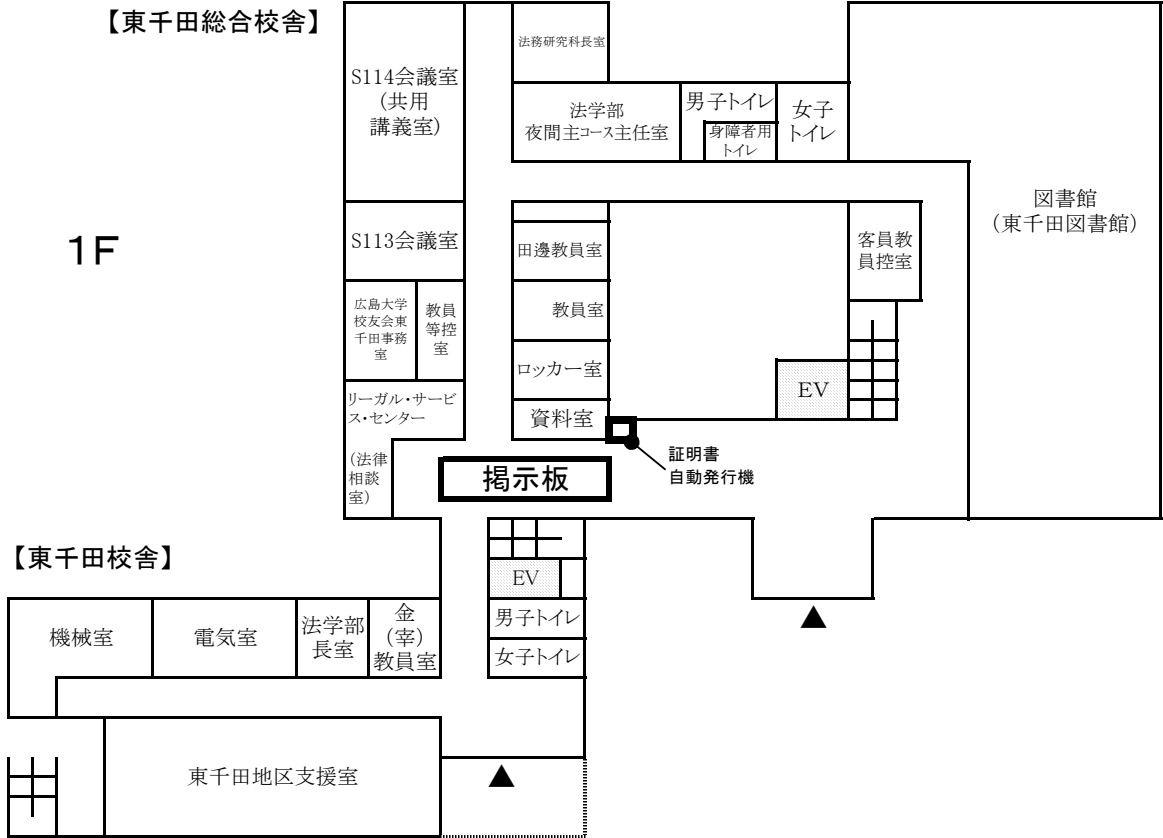 【東千田総合校舎】
1F
S114会議室
(共用
講義室)
法務研究科長室
法学部
夜間主コース主任室
男子トイレ
身障者用
トイレ
女子
トイレ
図書館
(東千田図書館)
S113会議室
田邊教員室
客員教
員控室
広島大学
校友会東
千田事務
室
教員
等控
室
教員室
ロッカー室
EV
リーガル・サービ
ス・センター
(法律
相談
室)
資料室
証明書
自動発行機
掲示板
【東千田校舎】
EV
機械室
電気室
法学部
長室
金
(宰)
教員室
男子トイレ
女子トイレ
東千田地区支援室